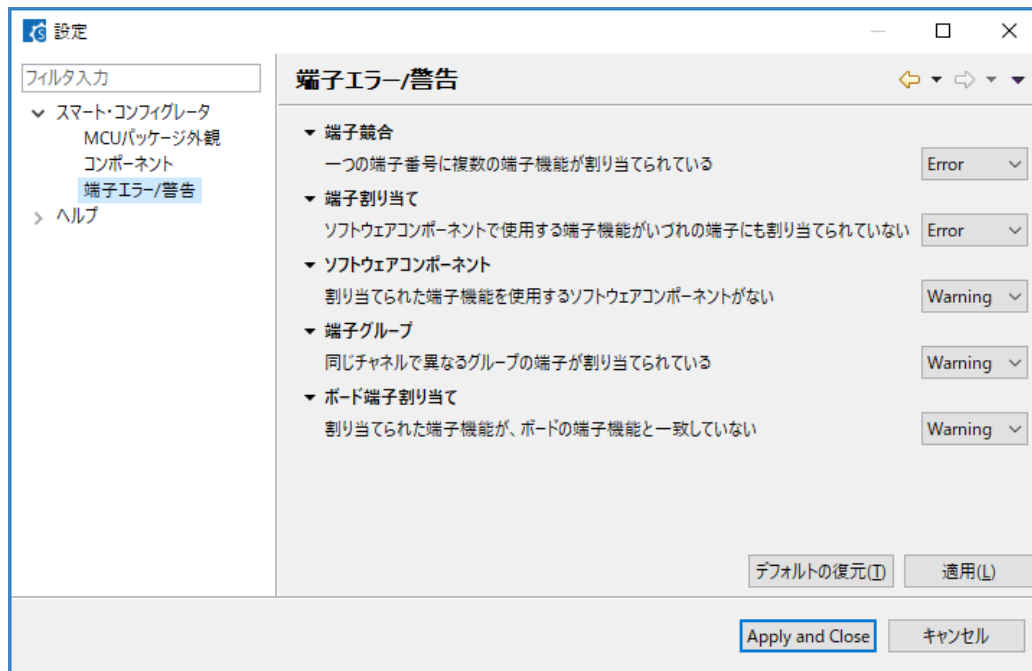 設定
フィルタ入力
スマート・コンフィグレータ
MCUパッケージ外観
コンポーネント
端子エラー/警告
ヘルプ
端子エラー/警告
端子競合
一つの端子番号に複数の端子機能が割り当てられている
Error
端子割り当て
ソフトウェアコンポーネントで使用する端子機能がいづれの端子にも割り当てられていない
Error
ソフトウェアコンポーネント
割り当てられた端子機能を使用するソフトウェアコンポーネントがない
Warning
端子グループ
同じチャネルで異なるグループの端子が割り当てられている
Warning
ボード端子割り当て
割り当てられた端子機能が、ボードの端子機能と一致していない
Warning
デフォルトの復元(T)
適用(L)
Apply and Close
キャンセル